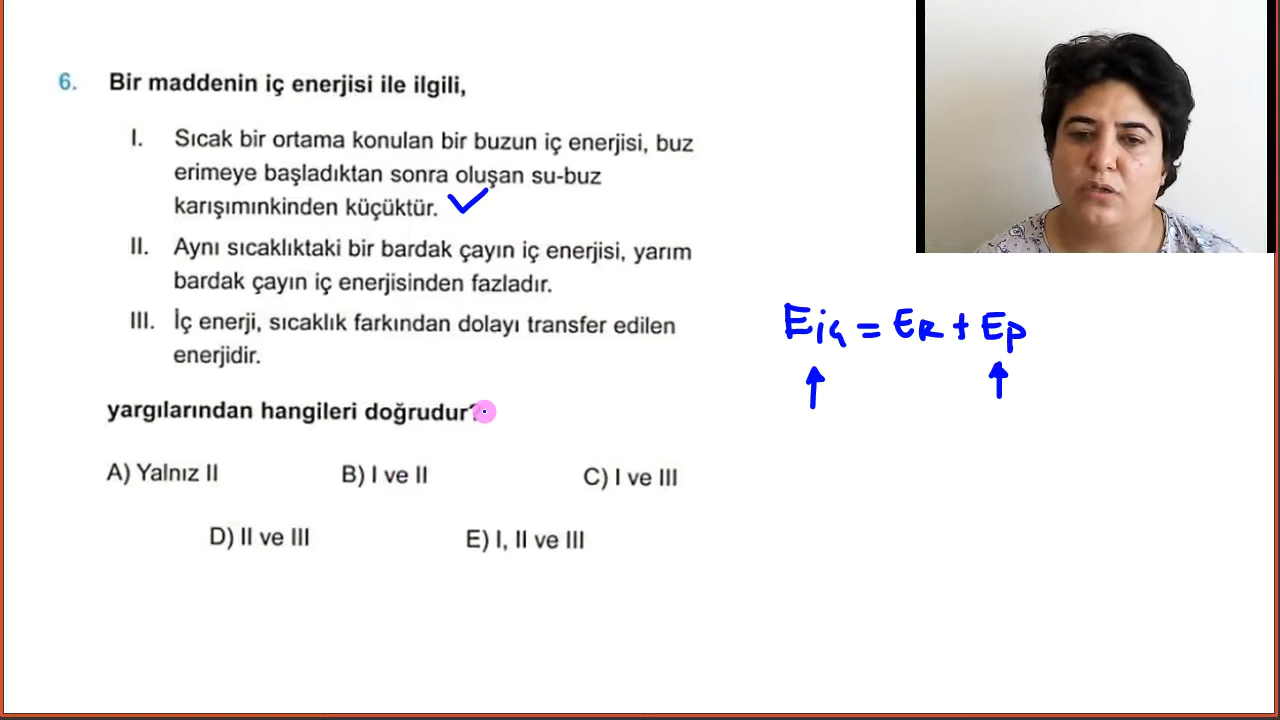 6. Bir maddenin iç enerjisi ile ilgili,
I. Sıcak bir ortama konulan bir buzun iç enerjisi, buz
erimeye başladıktan sonra oluşan su-buz
karışımınkinden küçüktür.
II. Aynı sıcaklıktaki bir bardak çayın iç enerjisi, yarım
bardak çayın iç enerjisinden fazladır.
III. İç enerji, sıcaklık farkından dolayı transfer edilen
enerjidir.
yargılarından hangileri doğrudur?
A) Yalnız II B) I ve II C) I ve III
D) II ve III E) I, II ve III
Eiç = EK + Ep